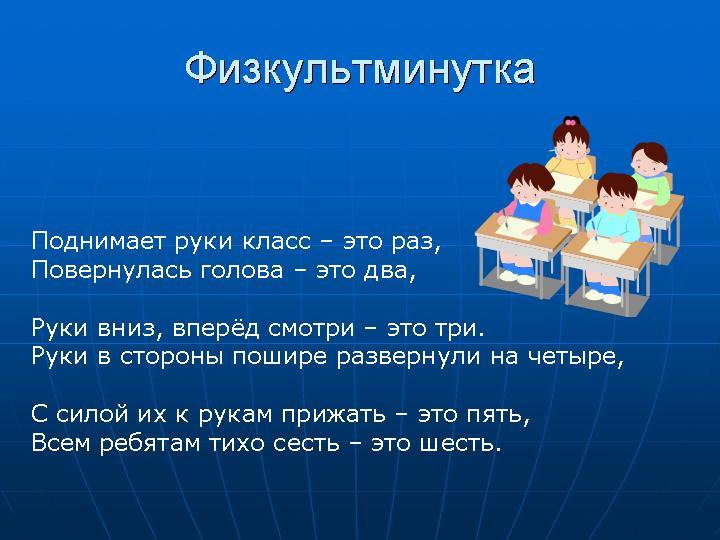 Физкультминутка
Поднимает руки класс – это раз,
Повернулась голова – это два,
Руки вниз, вперёд смотри – это три.
Руки в стороны пошире развернули на четыре,
С силой их к рукам прижать – это пять,
Всем ребятам тихо сесть – это шесть.